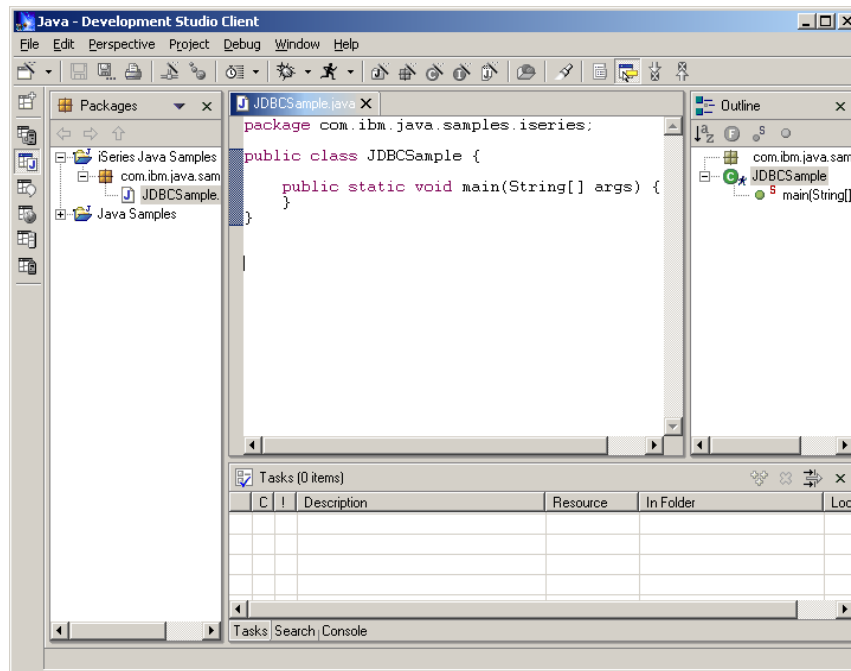 Java - Development Studio Client
File Edit Perspective Project Debug Window Help
Packages
iSeries Java Samples
com.ibm.java.sam
JDBCSample.
Java Samples
JDBCSample.java
package com.ibm.java.samples.iseries;
public class JDBCSample {
public static void main(String[] args) {
}
}
Outline
com.ibm.java.sam
JDBCSample
main(String[]
Tasks (0 items)
C ! Description Resource In Folder Loc
Tasks Search Console